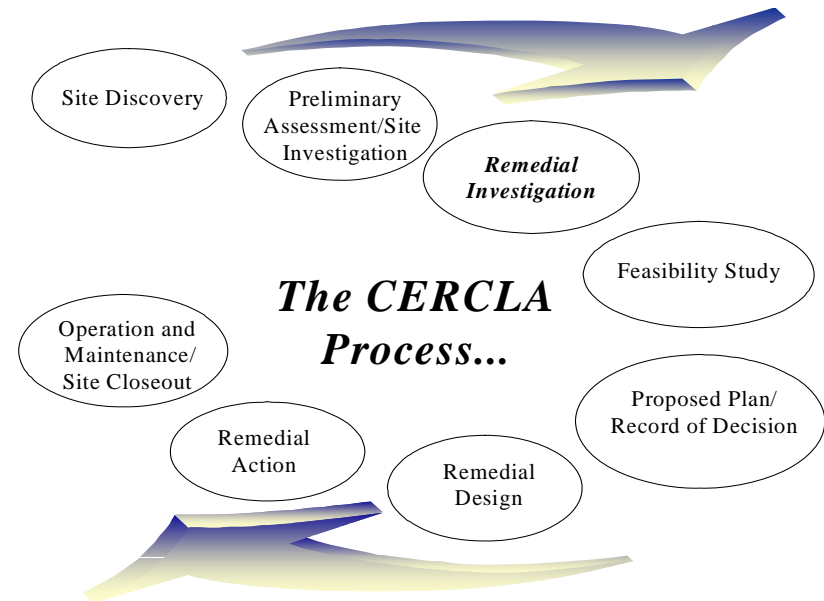 Site Discovery
Preliminary
Assessment/Site
Investigation
Remedial
Investigation
Feasibility Study
The CERCLA
Process...
Proposed Plan/
Record of Decision
Remedial
Design
Remedial
Action
Operation and
Maintenance/
Site Closeout